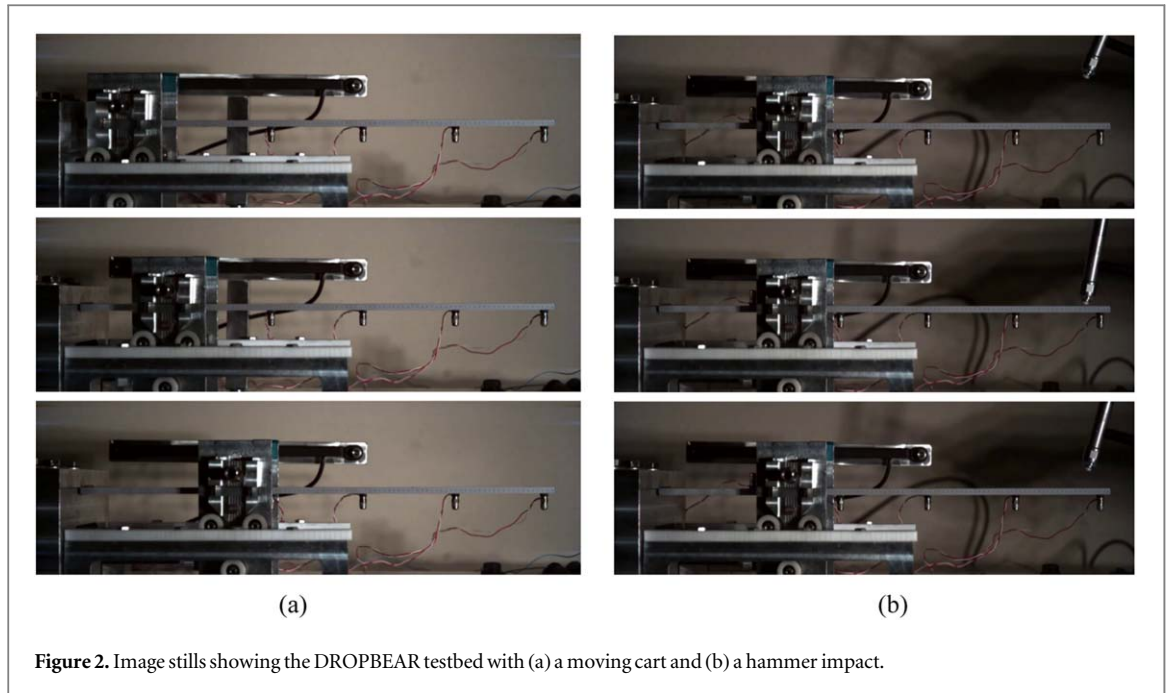 (a)
(b)
Figure 2. Image stills showing the DROPBEAR testbed with (a) a moving cart and (b) a hammer impact.